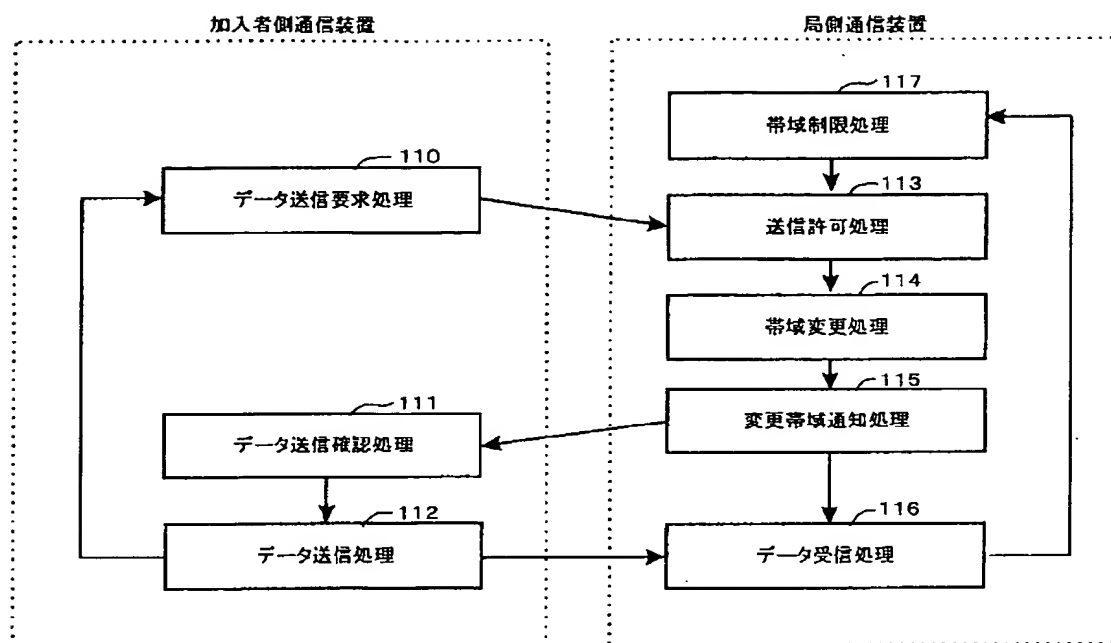 加入者側通信装置
局側通信装置
117
帯域制限処理
110
データ送信要求処理
113
送信許可処理
114
帯域変更処理
115
変更帯域通知処理
111
データ送信確認処理
112
データ送信処理
116
データ受信処理